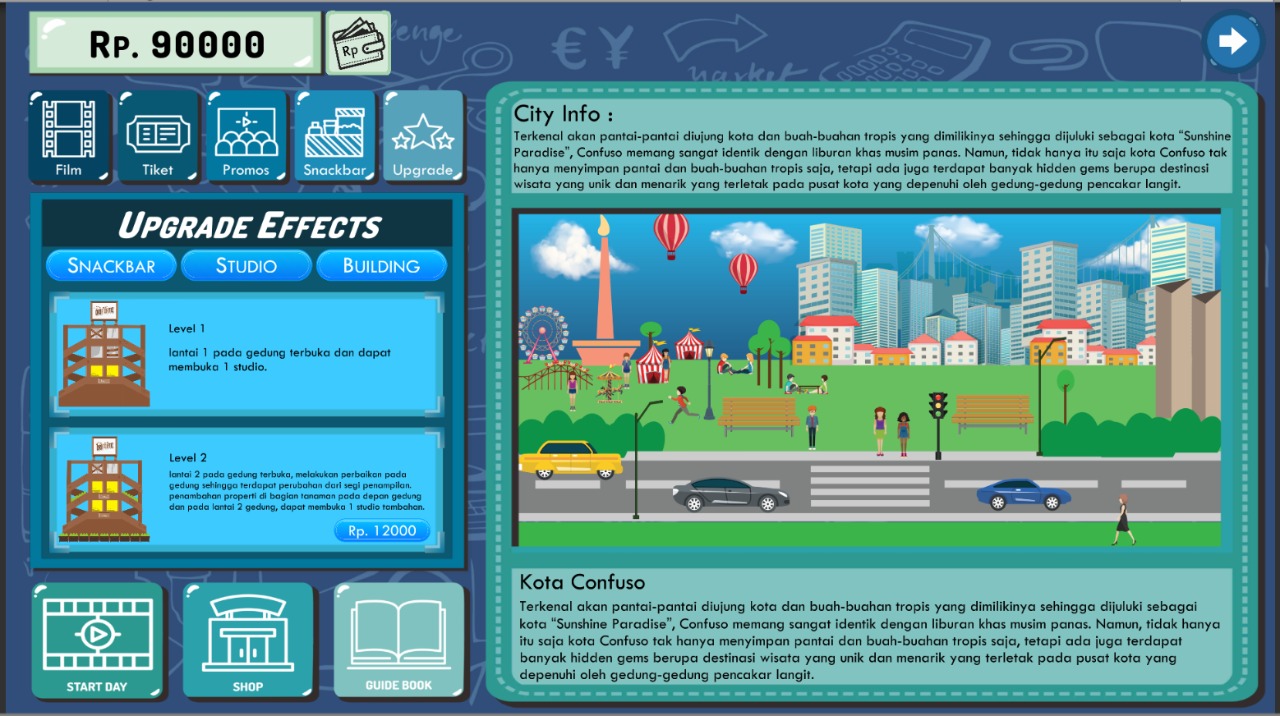 Rp. 90000
Rp
€ ¥
market
Film
Tiket
Promos
Snackbar
Upgrade
Upgrade Effects
Snackbar
Studio
Building
Level 1
lantai 1 pada gedung terbuka dan dapat
membuka 1 studio.
Level 2
lantai 2 pada gedung terbuka, melakukan perbaikan pada
gedung sehingga terdapat perubahan dari segi penampilan.
penambahan properti di bagian tanaman pada depan gedung
dan pada lantai 2 gedung, dapat membuka 1 studio tambahan.
Rp. 12000
START DAY
SHOP
GUIDE BOOK
City Info :
Terkenal akan pantai-pantai diujung kota dan buah-buahan tropis yang dimilikinya sehingga dijuluki sebagai kota "Sunshine
Paradise", Confuso memang sangat identik dengan liburan khas musim panas. Namun, tidak hanya itu saja kota Confuso tak
hanya menyimpan pantai dan buah-buahan tropis saja, tetapi ada juga terdapat banyak hidden gems berupa destinasi
wisata yang unik dan menarik yang terletak pada pusat kota yang depenuhi oleh gedung-gedung pencakar langit.
Kota Confuso
Terkenal akan pantai-pantai diujung kota dan buah-buahan tropis yang dimilikinya sehingga dijuluki sebagai
kota "Sunshine Paradise", Confuso memang sangat identik dengan liburan khas musim panas. Namun, tidak hanya
itu saja kota Confuso tak hanya menyimpan pantai dan buah-buahan tropis saja, tetapi ada juga terdapat
banyak hidden gems berupa destinasi wisata yang unik dan menarik yang terletak pada pusat kota yang
depenuhi oleh gedung-gedung pencakar langit.